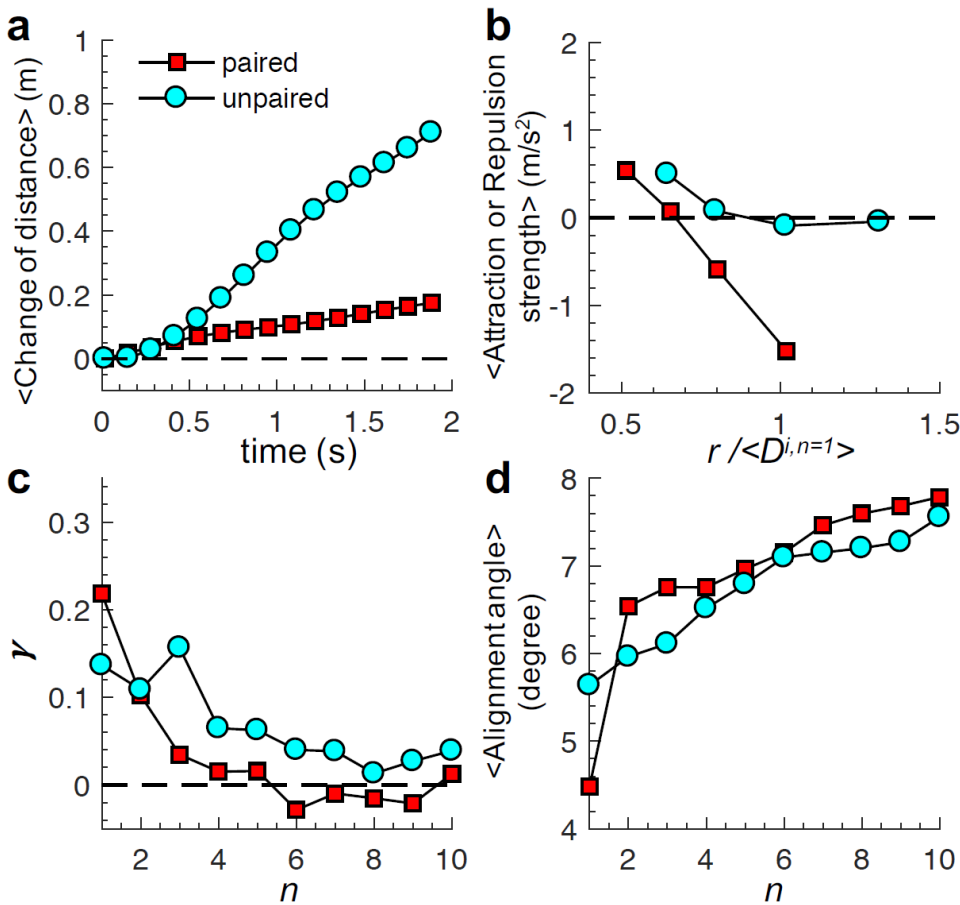 a
<Change of distance> (m)
1
0.8
0.6
0.4
0.2
0
paired
unpaired
0 0.5 1 1.5 2
time (s)
b
<Attraction or Repulsion
strength> (m/s²)
2
1
0
-1
-2
0.5 1 1.5
r /<D^{i,n=1}>
c
γ
0.3
0.2
0.1
0
2 4 6 8 10
n
d
<Alignment angle>
(degree)
8
7
6
5
4
2 4 6 8 10
n